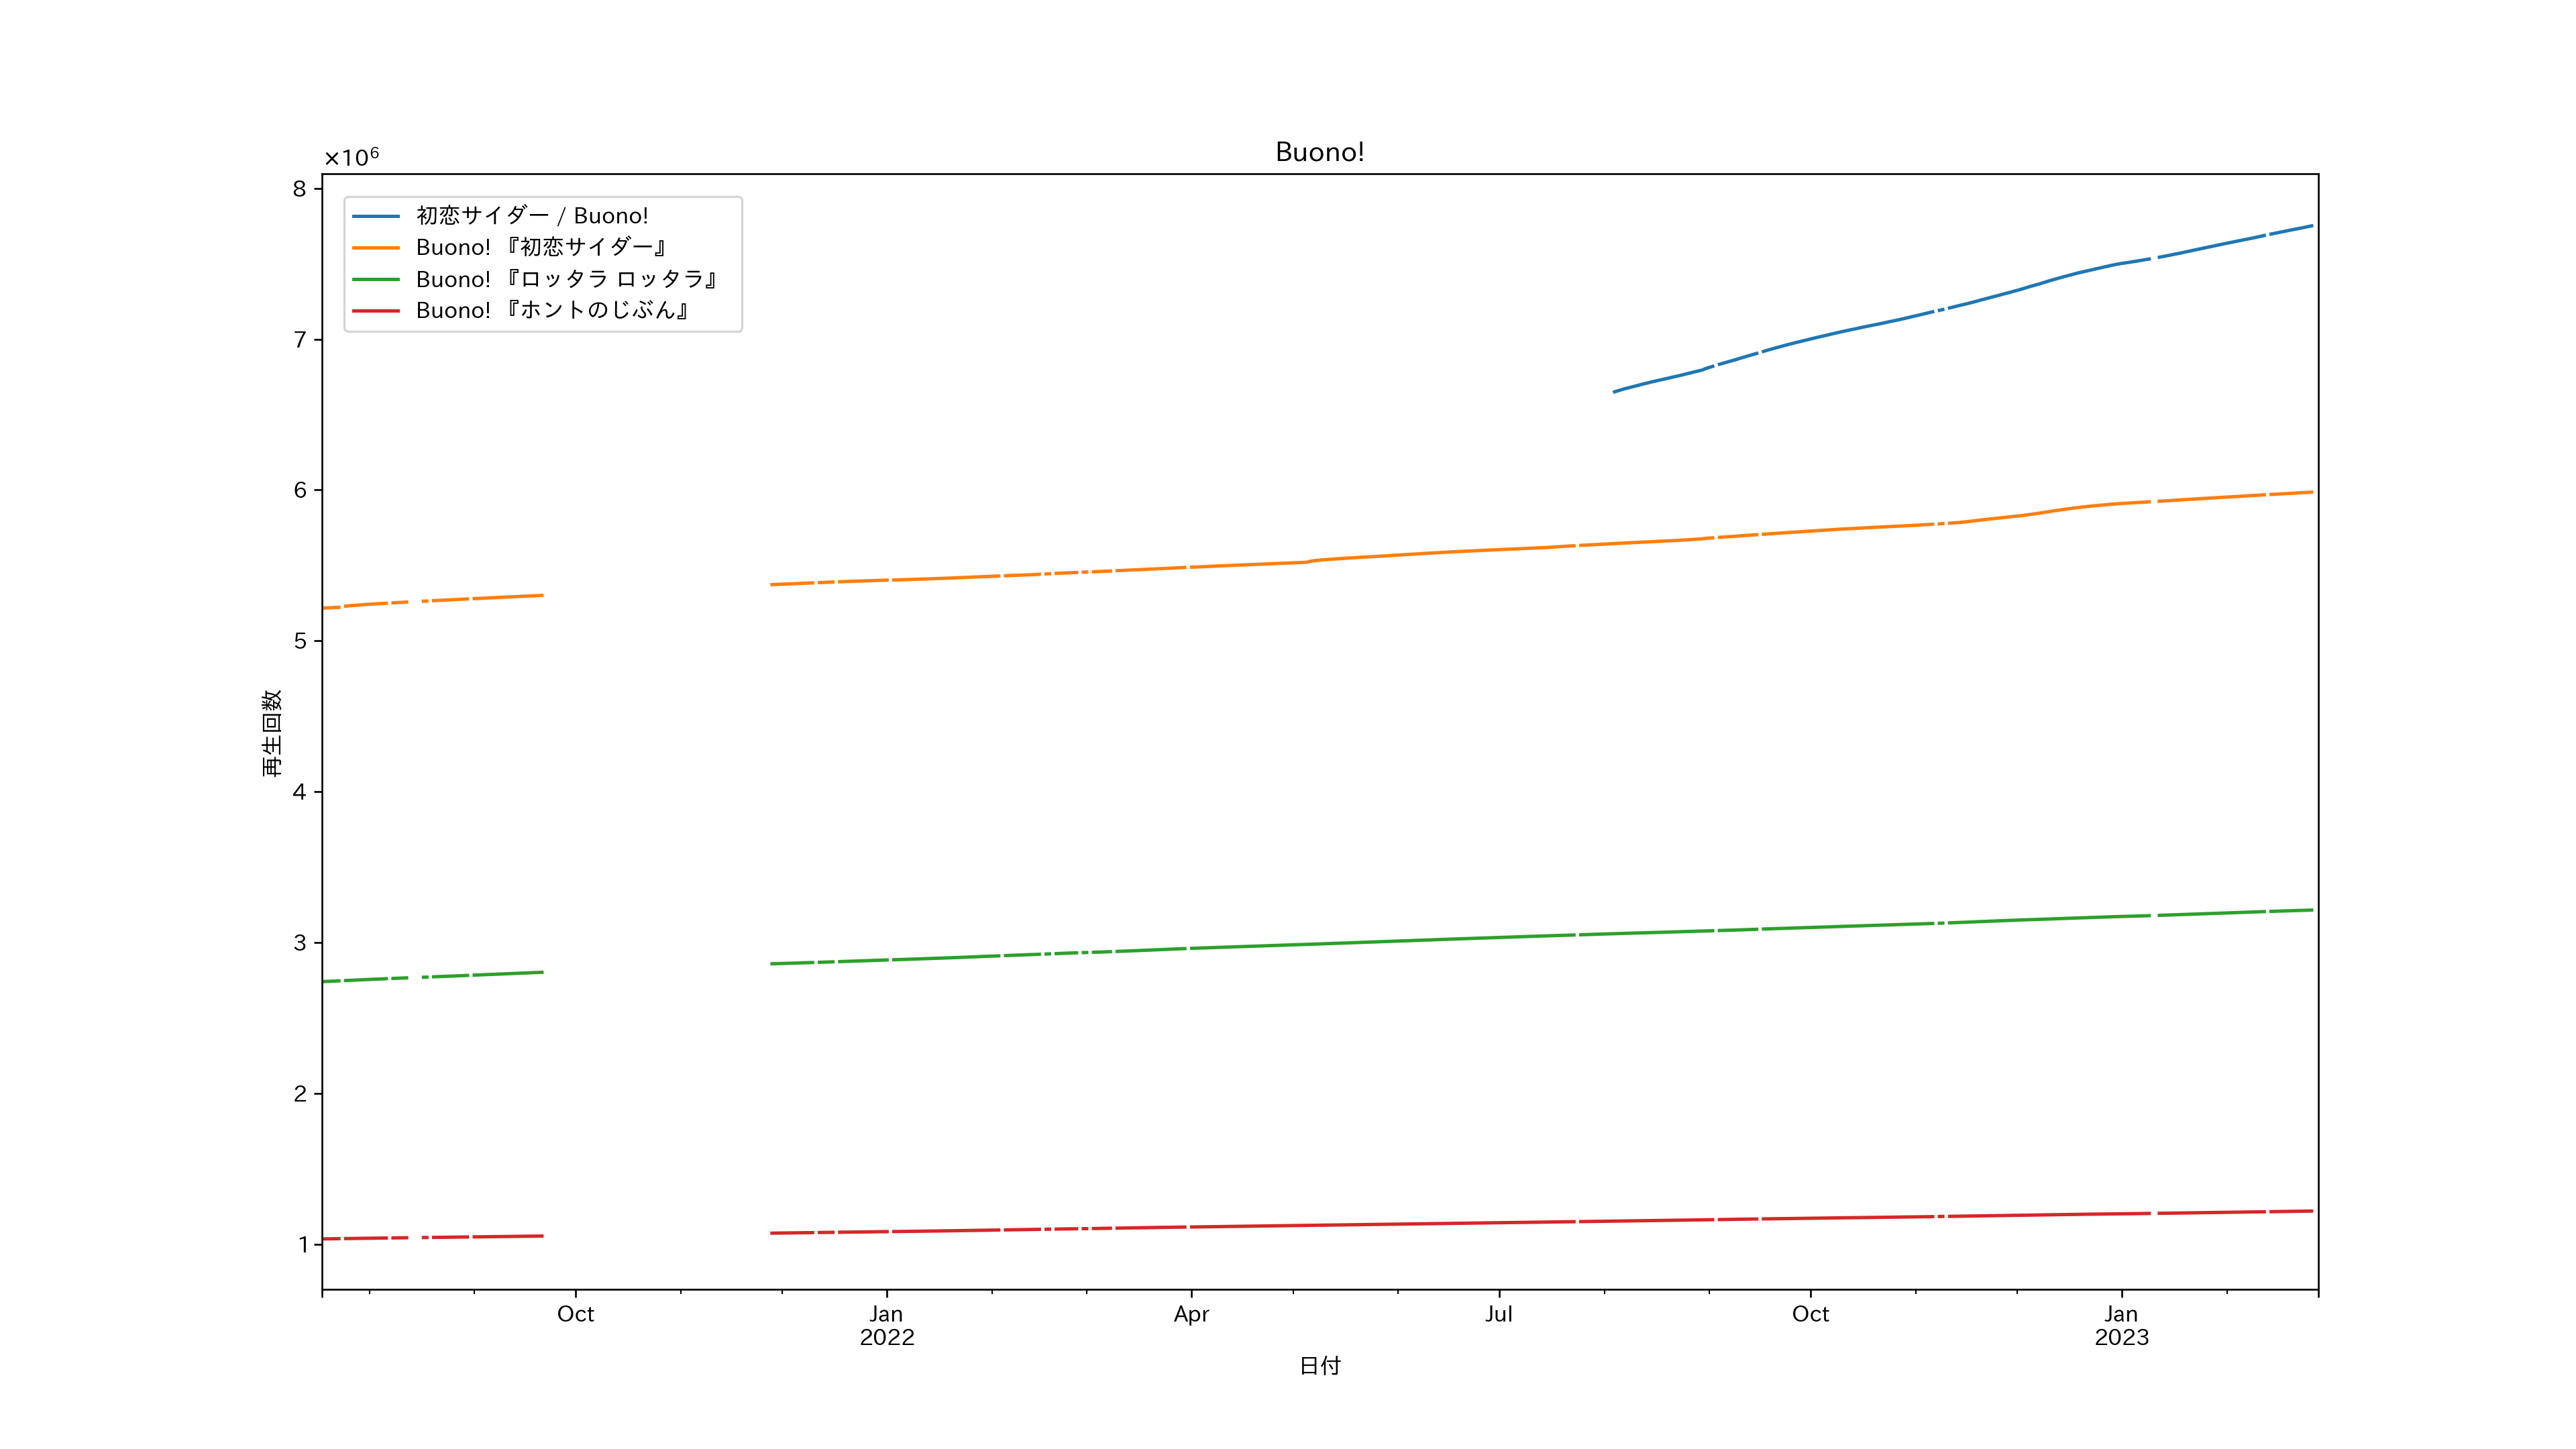 Buono!
×10⁶
8
7
6
5
4
3
2
1
初恋サイダー / Buono!
Buono! 『初恋サイダー』
Buono! 『ロッタラ ロッタラ』
Buono! 『ホントのじぶん』
再生回数
Oct
Jan
2022
Apr
Jul
Oct
Jan
2023
日付